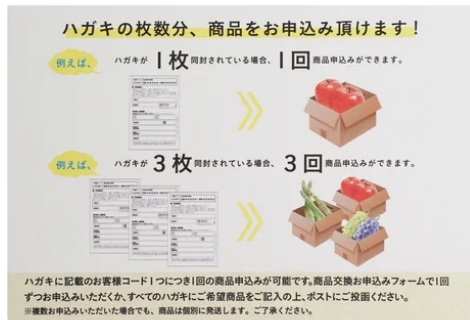 ハガキの枚数分、商品をお申込み頂けます！
例えば、 ハガキが 1枚同封されている場合、1回商品申込みができます。
例えば、 ハガキが 3枚同封されている場合、3回商品申込みができます。
ハガキに記載のお客様コード1つにつき1回の商品申込みが可能です。商品交換お申込みフォームで1回
ずつお申込みいただくか、すべてのハガキにご希望商品をご記入の上、ポストにご投函ください。
※複数お申込みいただいた場合でも、商品は個別に発送します。ご了承ください。